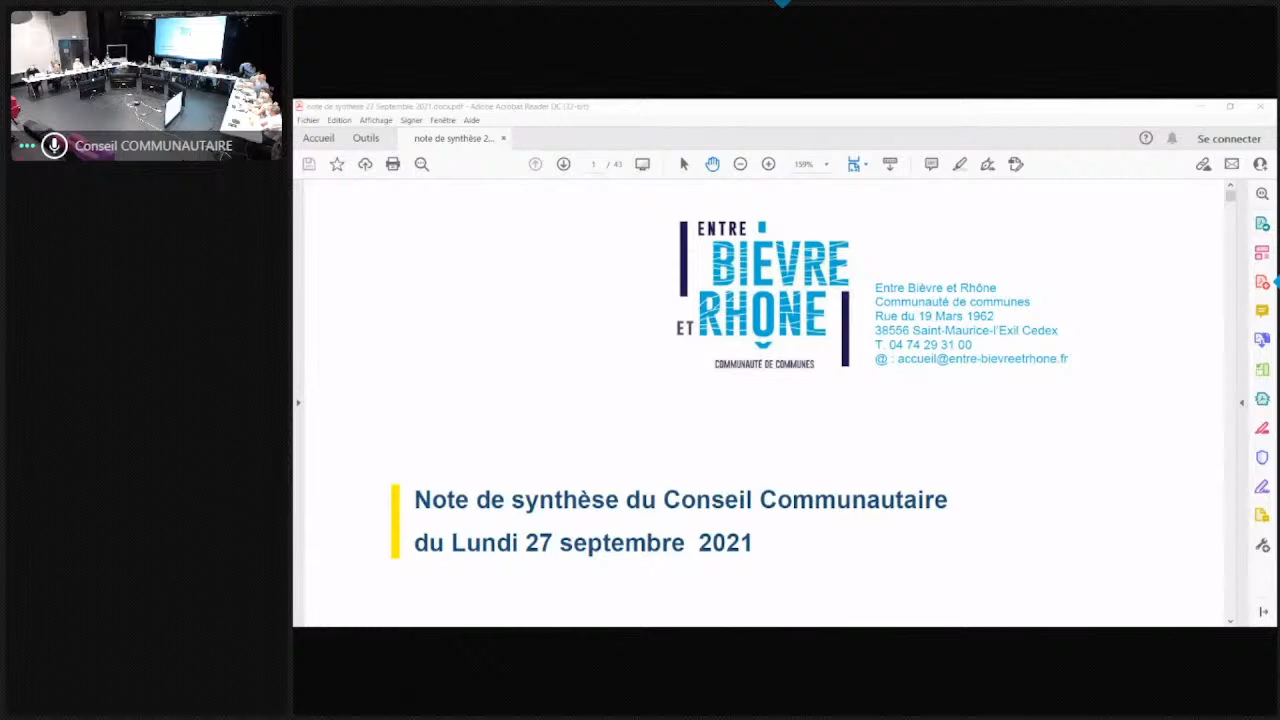 Conseil COMMUNAUTAIRE
note de synthèse 27 Septembre 2021.docx.pdf - Adobe Acrobat Reader DC (32-bit)
Fichier Edition Affichage Signer Fenêtre Aide
Accueil Outils note de synthèse 2... × Se connecter
1 / 43 159%
ENTRE
BIÈVRE
ET RHÔNE
COMMUNAUTÉ DE COMMUNES
Entre Bièvre et Rhône
Communauté de communes
Rue du 19 Mars 1962
38556 Saint-Maurice-l'Exil Cedex
T. 04 74 29 31 00
@ : accueil@entre-bievreetrhone.fr
Note de synthèse du Conseil Communautaire
du Lundi 27 septembre 2021